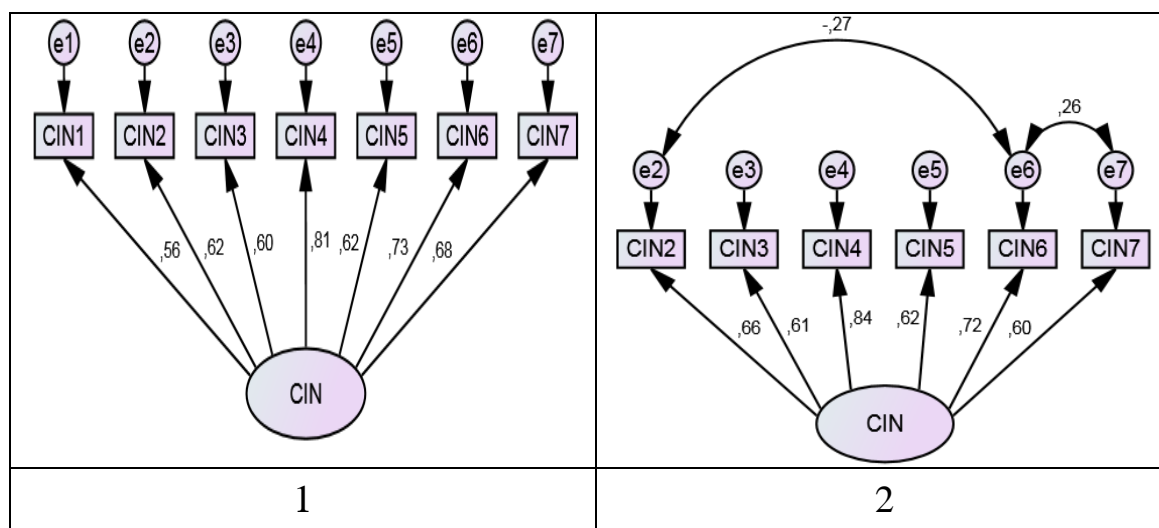 e1 e2 e3 e4 e5 e6 e7
CIN1 CIN2 CIN3 CIN4 CIN5 CIN6 CIN7
,56 ,62 ,60 ,81 ,62 ,73 ,68
CIN
1
-,27
,26
e2 e3 e4 e5 e6 e7
CIN2 CIN3 CIN4 CIN5 CIN6 CIN7
,66 ,61 ,84 ,62 ,72 ,60
CIN
2